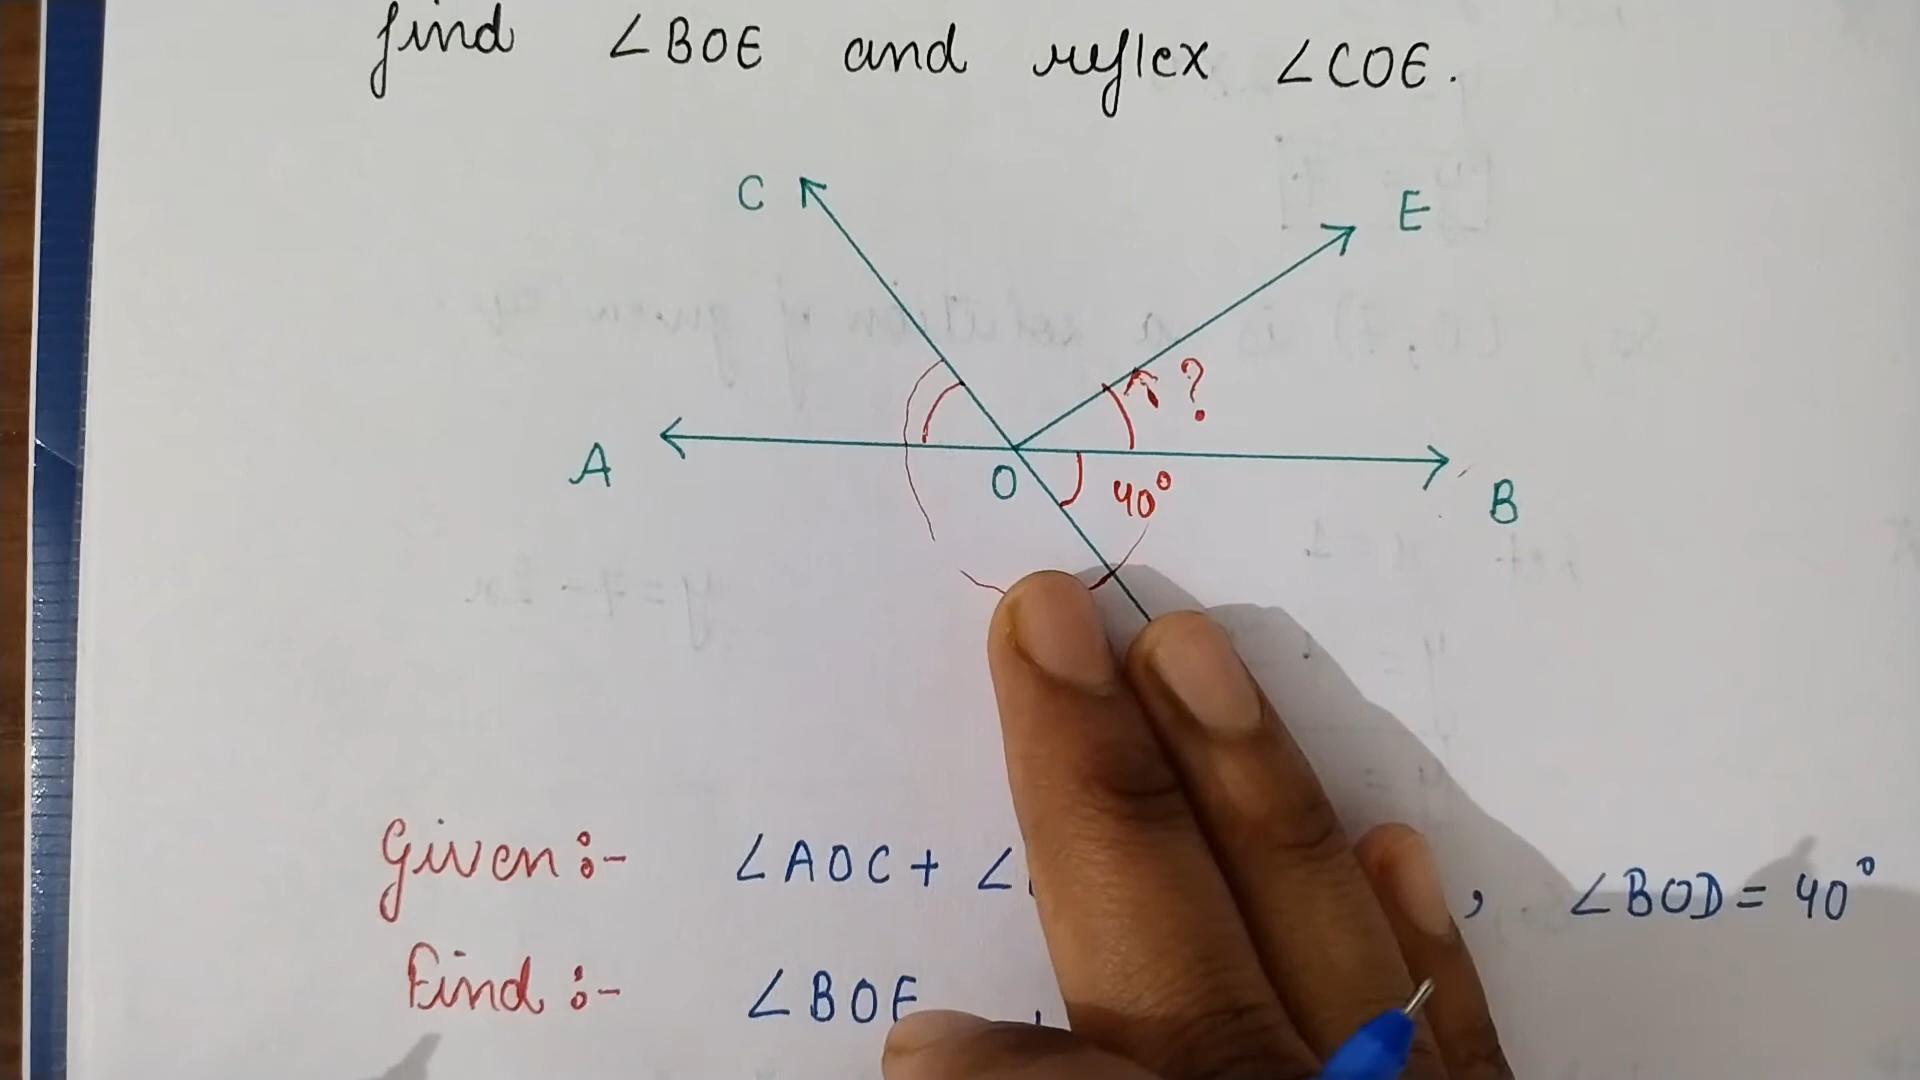 find ∠BOE and reflex ∠COE.
C
E
?
A
O
40°
B
Given:- ∠AOC + ∠ , ∠BOD = 40°
Find:- ∠BOE